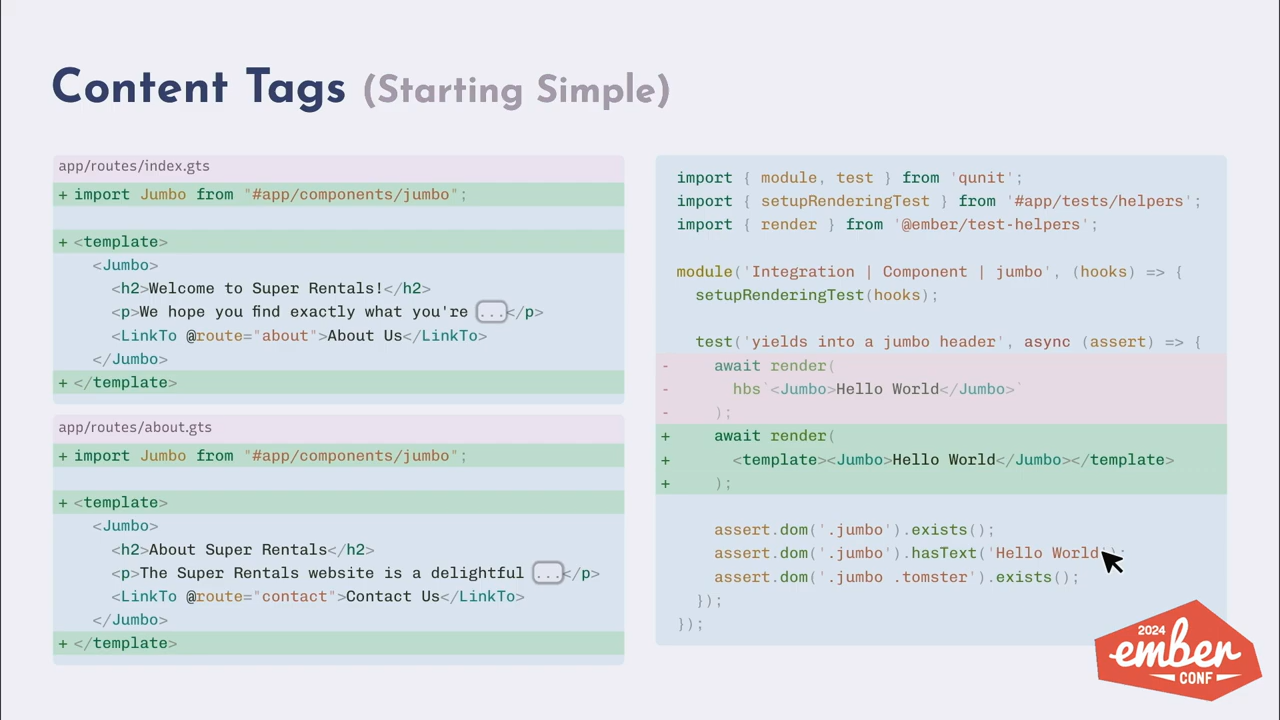 Content Tags (Starting Simple)
app/routes/index.gts
+ import Jumbo from "#app/components/jumbo";
+ <template>
<Jumbo>
<h2>Welcome to Super Rentals!</h2>
<p>We hope you find exactly what you're ...</p>
<LinkTo @route="about">About Us</LinkTo>
</Jumbo>
+ </template>
app/routes/about.gts
+ import Jumbo from "#app/components/jumbo";
+ <template>
<Jumbo>
<h2>About Super Rentals</h2>
<p>The Super Rentals website is a delightful ...</p>
<LinkTo @route="contact">Contact Us</LinkTo>
</Jumbo>
+ </template>
import { module, test } from 'qunit';
import { setupRenderingTest } from '#app/tests/helpers';
import { render } from '@ember/test-helpers';
module('Integration | Component | jumbo', (hooks) => {
setupRenderingTest(hooks);
test('yields into a jumbo header', async (assert) => {
- await render(
- hbs`<Jumbo>Hello World</Jumbo>`
- );
+ await render(
+ <template><Jumbo>Hello World</Jumbo></template>
+ );
assert.dom('.jumbo').exists();
assert.dom('.jumbo').hasText('Hello World');
assert.dom('.jumbo .tomster').exists();
});
});
2024
ember
CONF